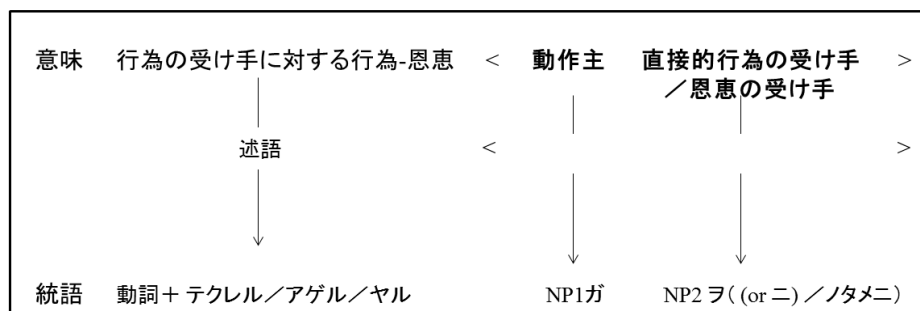 意味 行為の受け手に対する行為-恩恵 < 動作主 直接的行為の受け手 >
／恩恵の受け手
述語 < >
統語 動詞＋ テクレル／アゲル／ヤル NP1ガ NP2 ヲ( (or ニ) ／ノタメニ）